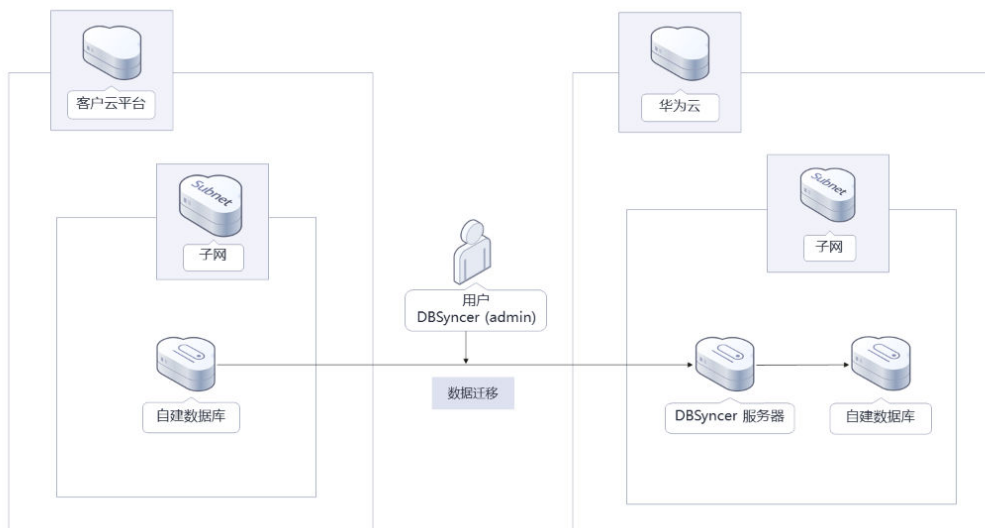 客户云平台
华为云
Subnet
子网
Subnet
子网
用户
DBSyncer (admin)
数据迁移
自建数据库
DBSyncer 服务器
自建数据库